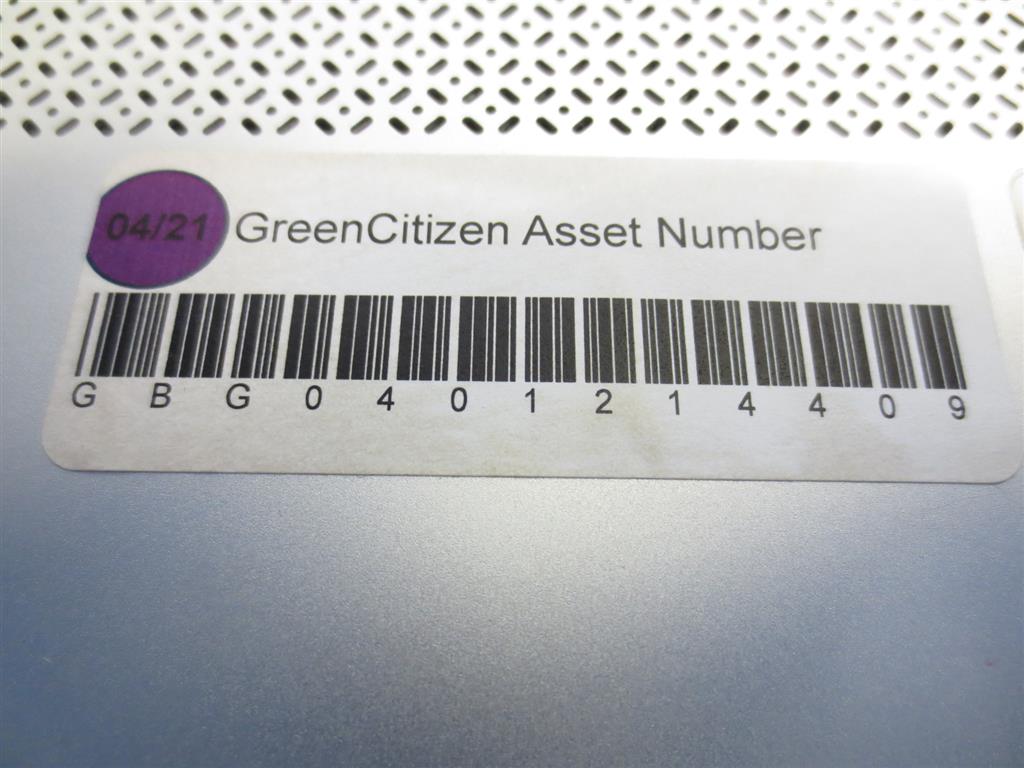 04/21 GreenCitizen Asset Number
G B G 0 4 0 1 2 1 4 4 0 9